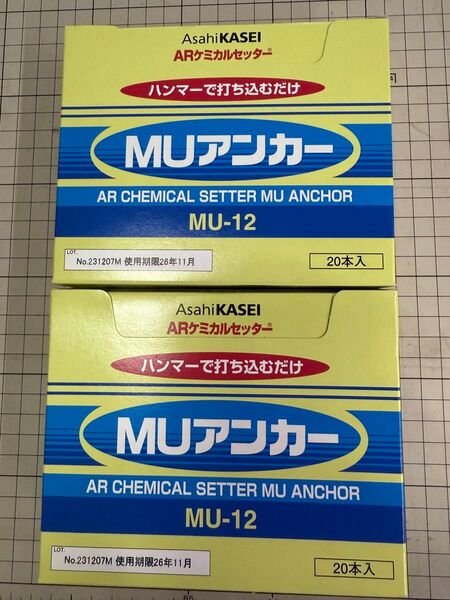 AsahiKASEI
ARケミカルセッター®
ハンマーで打ち込むだけ
MUアンカー
AR CHEMICAL SETTER MU ANCHOR
MU-12
LOT.
No.231207M 使用期限26年11月
20本入
AsahiKASEI
ARケミカルセッター®
ハンマーで打ち込むだけ
MUアンカー
AR CHEMICAL SETTER MU ANCHOR
MU-12
LOT.
No.231207M 使用期限26年11月
20本入